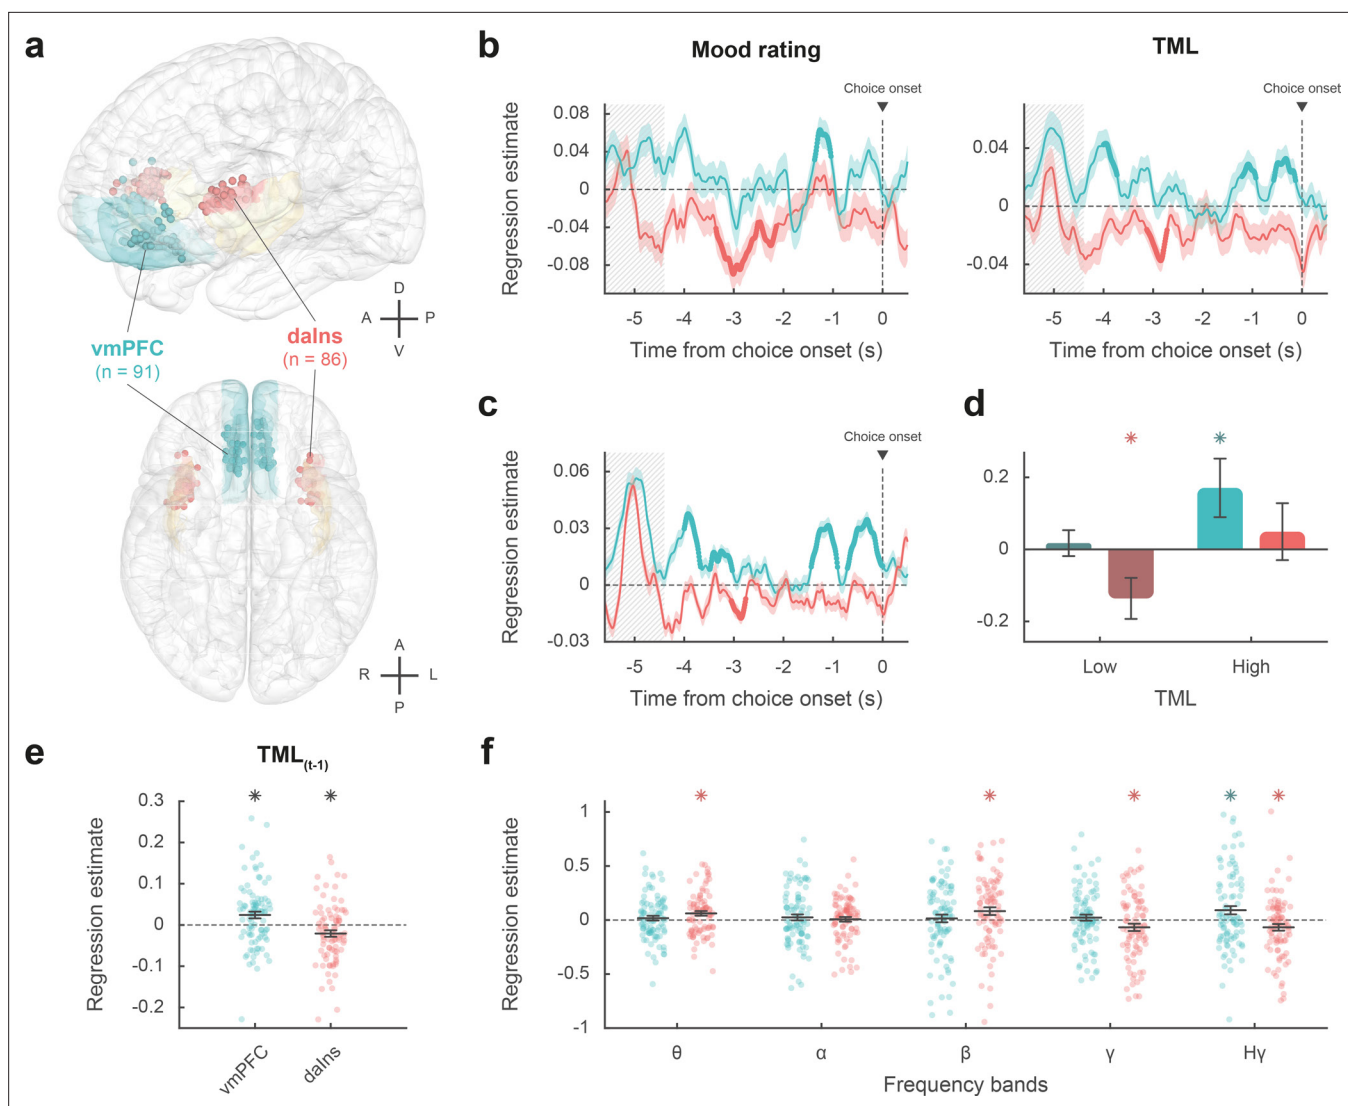 a
D
A
P
V
vmPFC
(n = 91)
daIns
(n = 86)
A
R
L
P
b
Mood rating
Choice onset
Regression estimate
0.08
0.04
0
-0.04
-0.08
-5
-4
-3
-2
-1
0
Time from choice onset (s)
TML
Choice onset
0.04
0
-0.04
-5
-4
-3
-2
-1
0
Time from choice onset (s)
c
Choice onset
Regression estimate
0.06
0.03
0
-0.03
-5
-4
-3
-2
-1
0
Time from choice onset (s)
d
*
*
0.2
0
-0.2
Low
High
TML
e
TML(t-1)
*
*
Regression estimate
0.3
0.2
0.1
0
-0.1
-0.2
vmPFC
daIns
f
*
*
*
*
*
Regression estimate
1
0.5
0
-0.5
-1
θ
α
β
γ
Hγ
Frequency bands